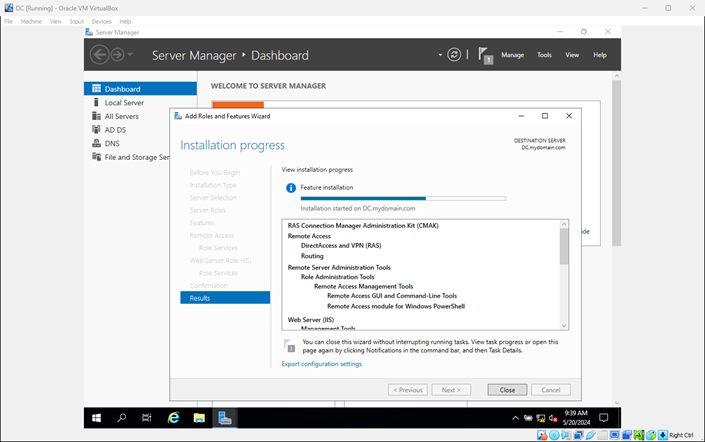 DC [Running] - Oracle VM VirtualBox
File Machine View Input Devices Help
Server Manager
Server Manager • Dashboard
Manage Tools View Help
1
Dashboard
Local Server
All Servers
AD DS
DNS
File and Storage Ser
WELCOME TO SERVER MANAGER
Add Roles and Features Wizard
Installation progress
DESTINATION SERVER
DC.mydomain.com
Before You Begin
Installation Type
Server Selection
Server Roles
Features
Remote Access
Role Services
Web Server Role (IIS)
Role Services
Confirmation
Results
View installation progress
Feature installation
Installation started on DC.mydomain.com
RAS Connection Manager Administration Kit (CMAK)
Remote Access
DirectAccess and VPN (RAS)
Routing
Remote Server Administration Tools
Role Administration Tools
Remote Access Management Tools
Remote Access GUI and Command-Line Tools
Remote Access module for Windows PowerShell
Web Server (IIS)
Management Tools
You can close this wizard without interrupting running tasks. View task progress or open this
page again by clicking Notifications in the command bar, and then Task Details.
1
Export configuration settings
< Previous Next > Close Cancel
ide
9:39 AM
5/20/2024
Right Ctrl